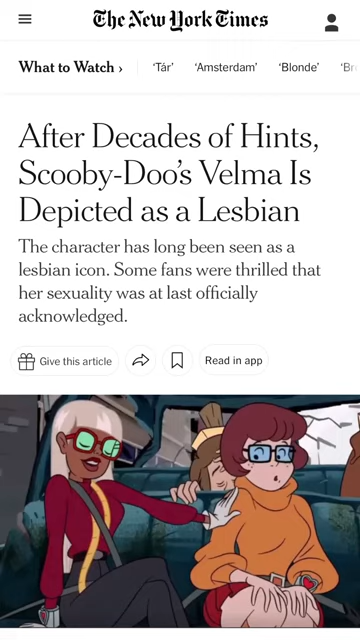 The New York Times
What to Watch › 'Tár' 'Amsterdam' 'Blonde' 'Br
After Decades of Hints,
Scooby-Doo’s Velma Is
Depicted as a Lesbian
The character has long been seen as a
lesbian icon. Some fans were thrilled that
her sexuality was at last officially
acknowledged.
Give this article Read in app